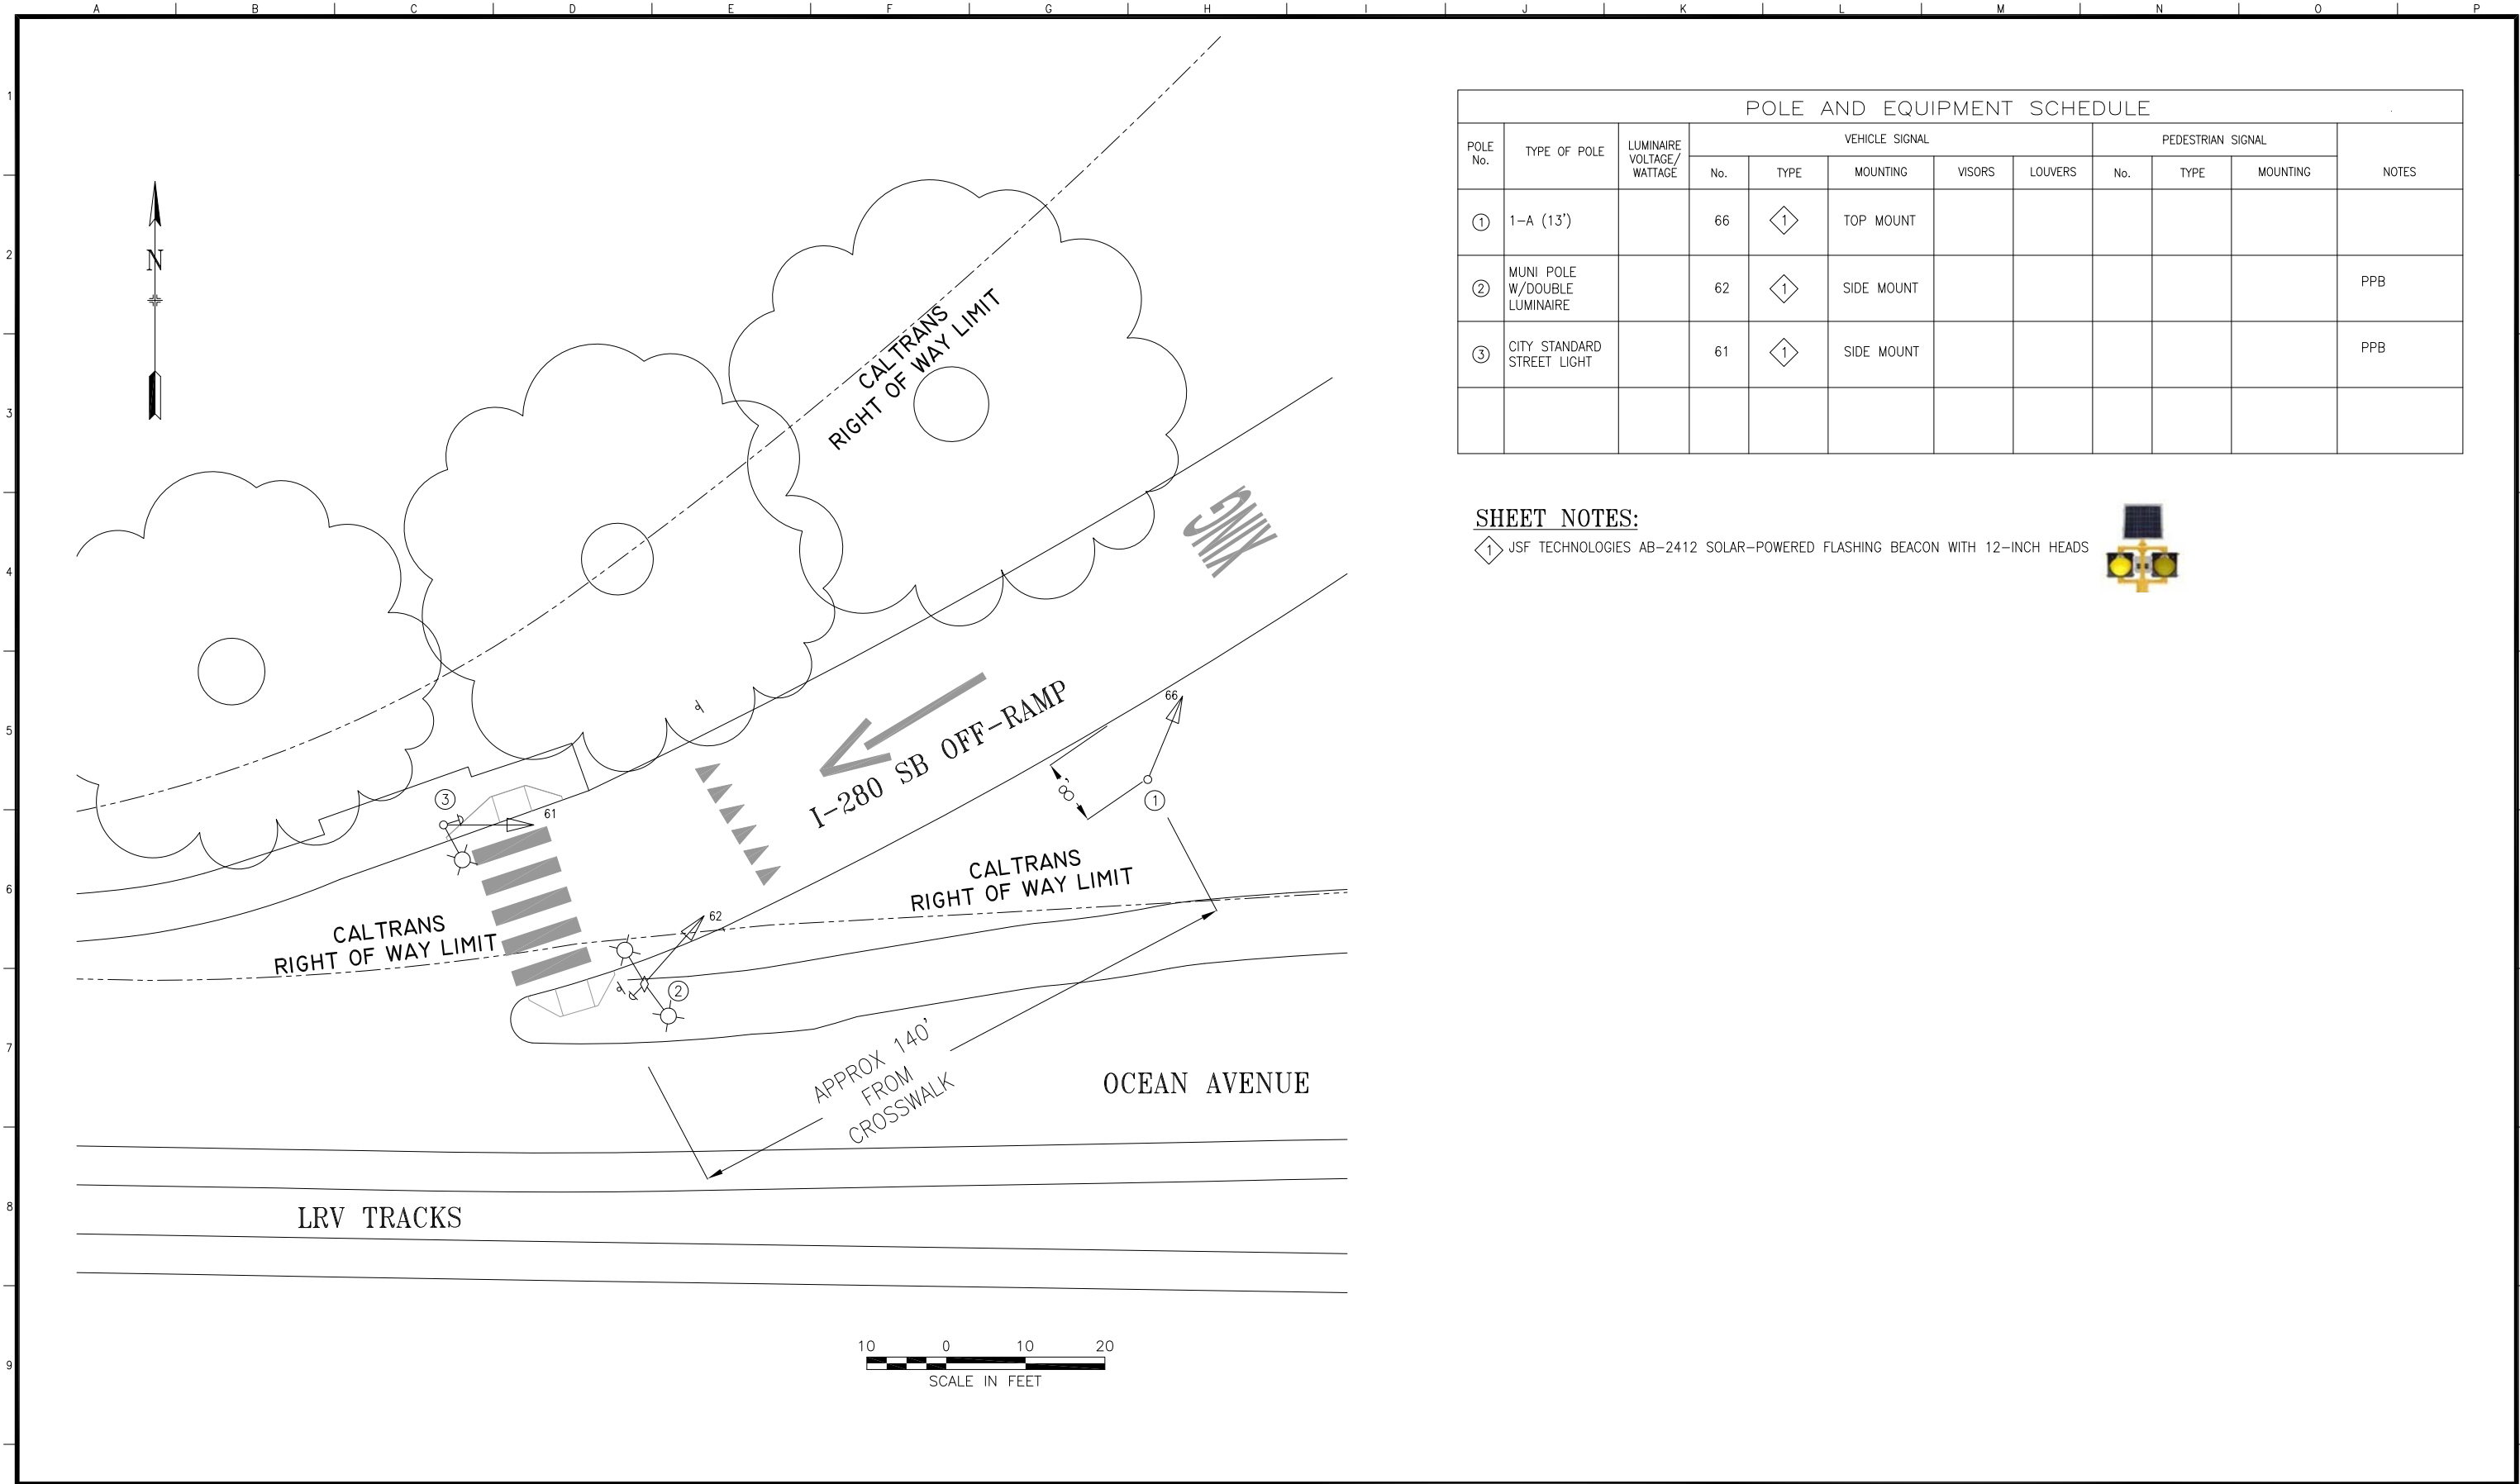 A B C D E F G H I J K L M N O P
1
2
3
4
5
6
7
8
9
N
CALTRANS
RIGHT OF WAY LIMIT
XING
I-280 SB OFF-RAMP
66
8'
1
3
61
CALTRANS
RIGHT OF WAY LIMIT
CALTRANS
RIGHT OF WAY LIMIT
62
2
APPROX 140'
FROM
CROSSWALK
OCEAN AVENUE
LRV TRACKS
10 0 10 20
SCALE IN FEET
POLE AND EQUIPMENT SCHEDULE
POLE No. TYPE OF POLE LUMINAIRE VOLTAGE/ WATTAGE VEHICLE SIGNAL PEDESTRIAN SIGNAL NOTES
No. TYPE MOUNTING VISORS LOUVERS No. TYPE MOUNTING
1 1-A (13') 66 1 TOP MOUNT
2 MUNI POLE W/DOUBLE LUMINAIRE 62 1 SIDE MOUNT PPB
3 CITY STANDARD STREET LIGHT 61 1 SIDE MOUNT PPB
SHEET NOTES:
1 JSF TECHNOLOGIES AB-2412 SOLAR-POWERED FLASHING BEACON WITH 12-INCH HEADS